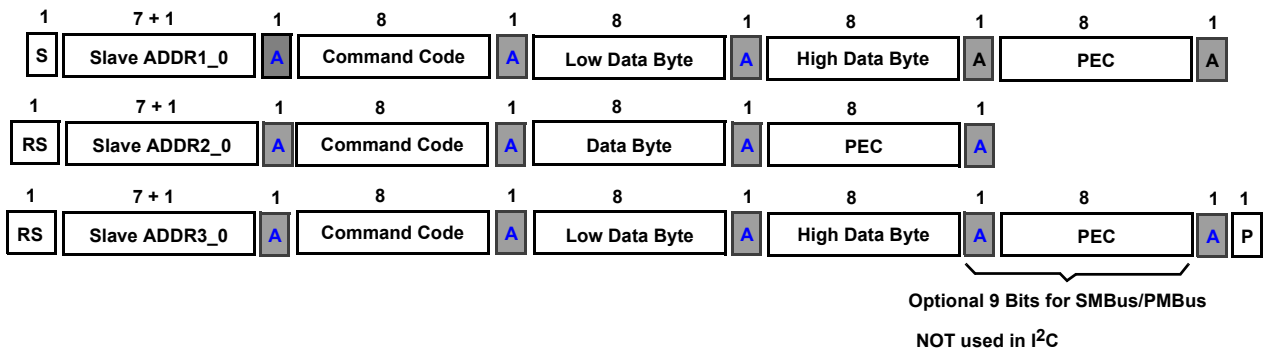 1 7 + 1 1 8 1 8 1 8 1 8 1
S Slave ADDR1_0 A Command Code A Low Data Byte A High Data Byte A PEC A
1 7 + 1 1 8 1 8 1 8 1
RS Slave ADDR2_0 A Command Code A Data Byte A PEC A
1 7 + 1 1 8 1 8 1 8 1 8 1 1
RS Slave ADDR3_0 A Command Code A Low Data Byte A High Data Byte A PEC A P
Optional 9 Bits for SMBus/PMBus
NOT used in I²C